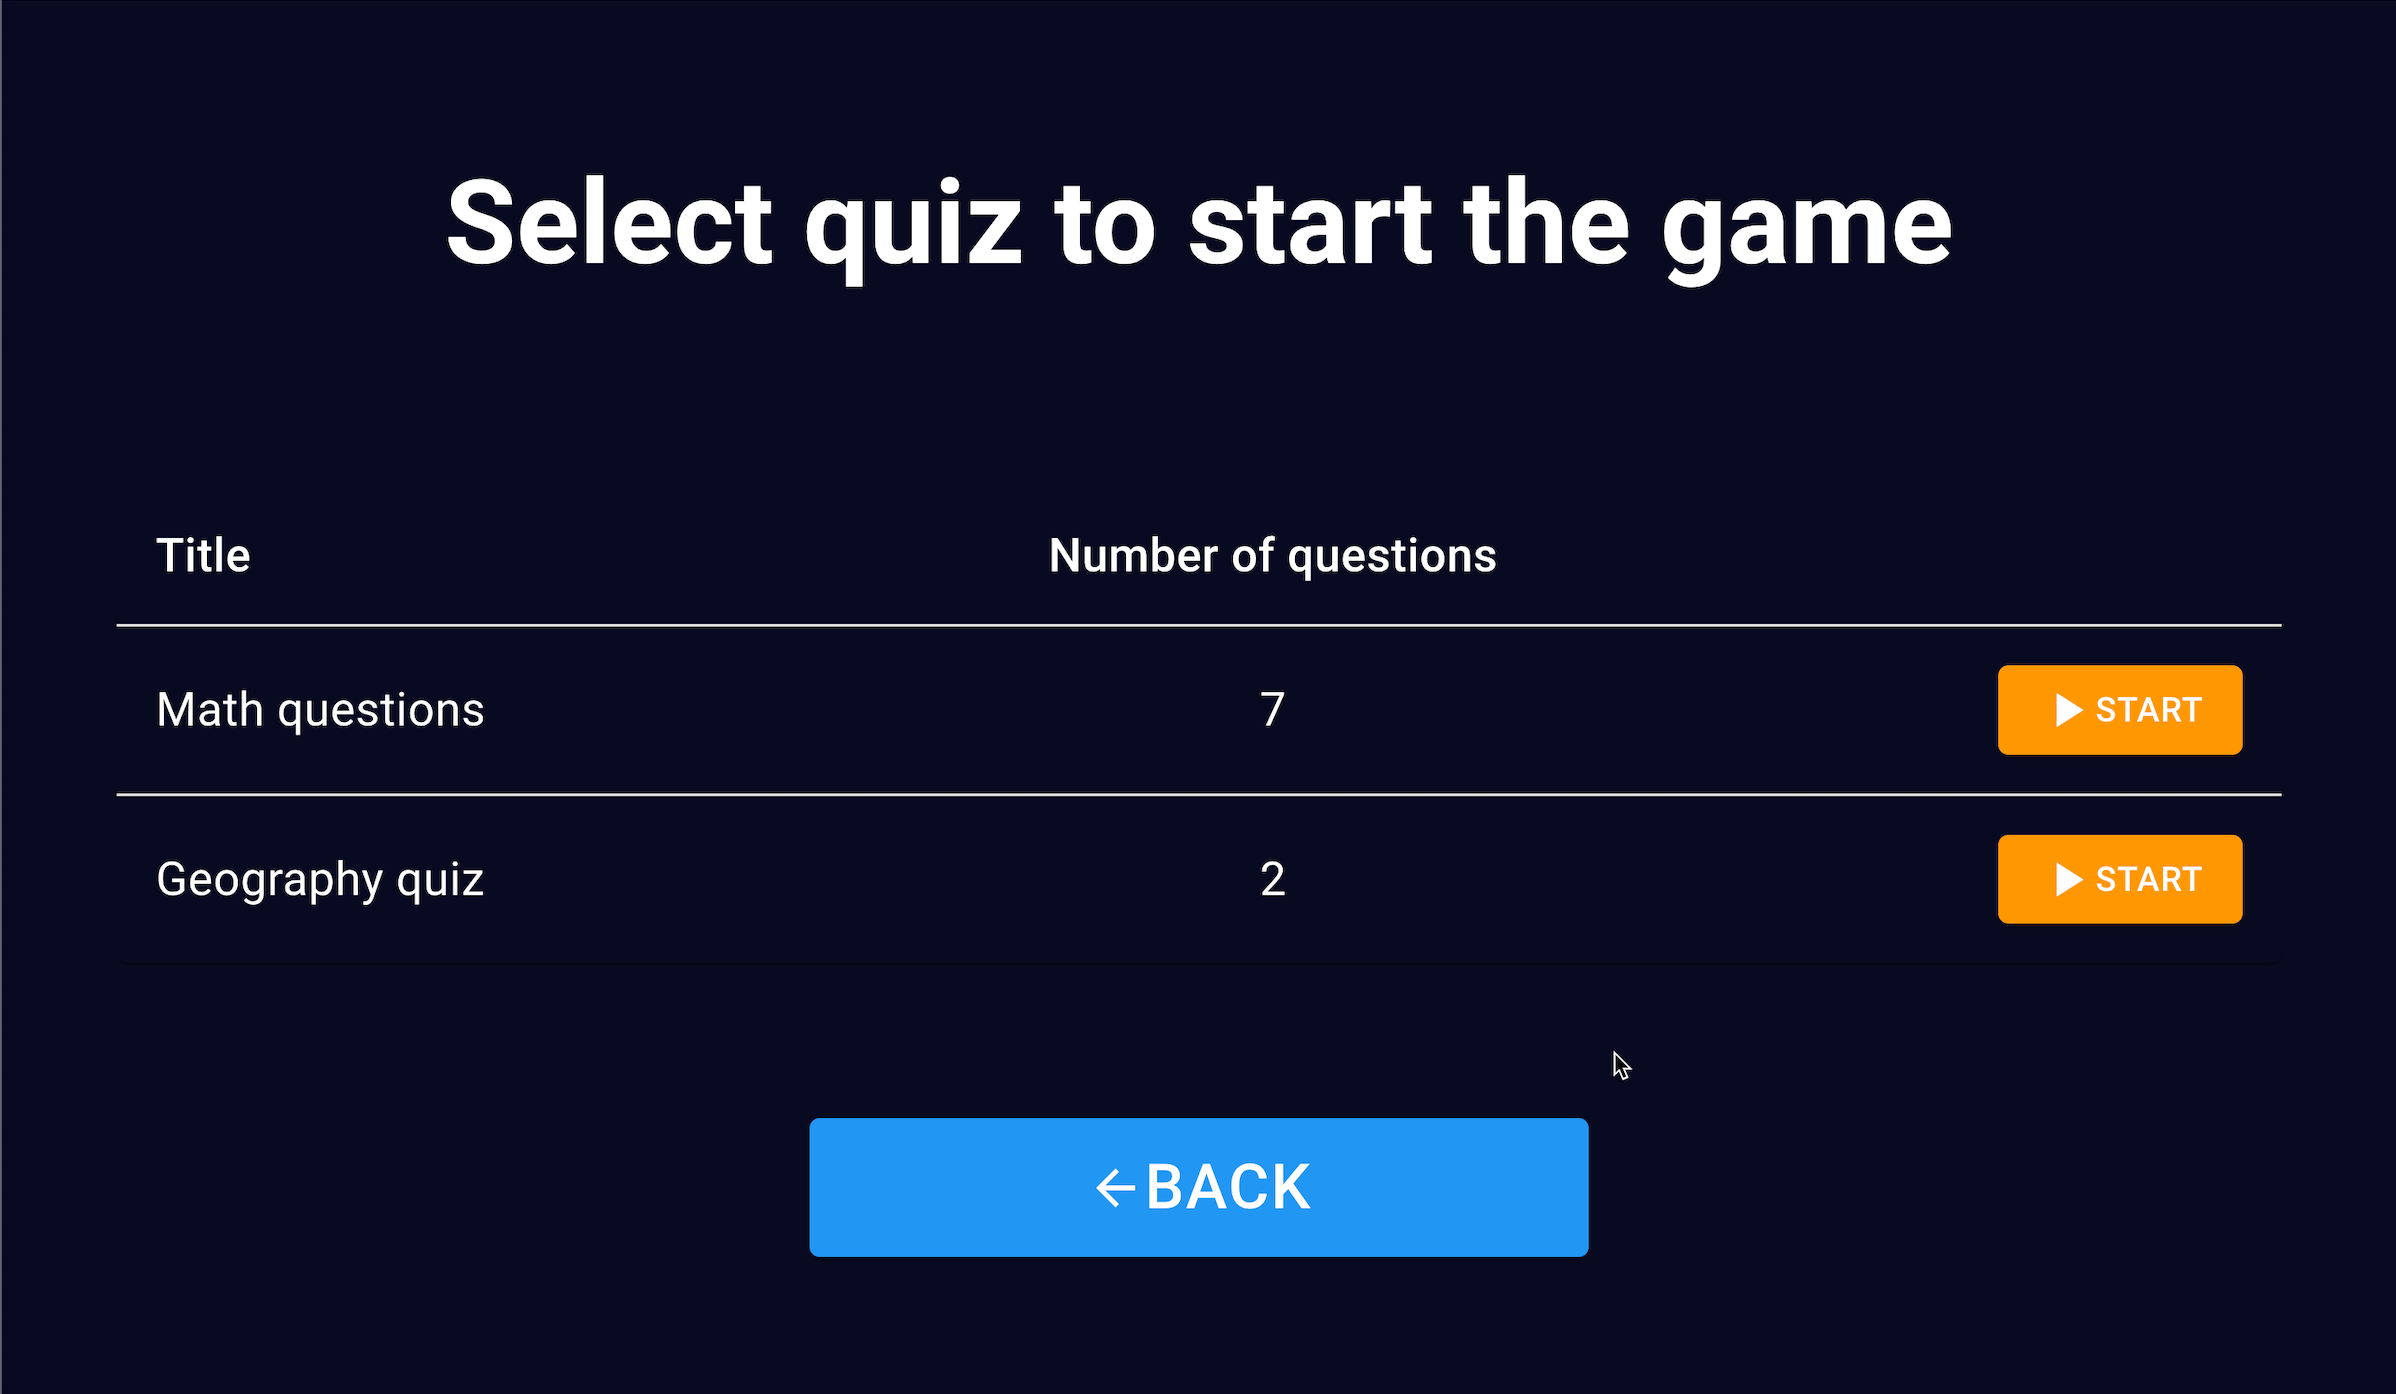 Select quiz to start the game
Title Number of questions
Math questions 7 START
Geography quiz 2 START
BACK